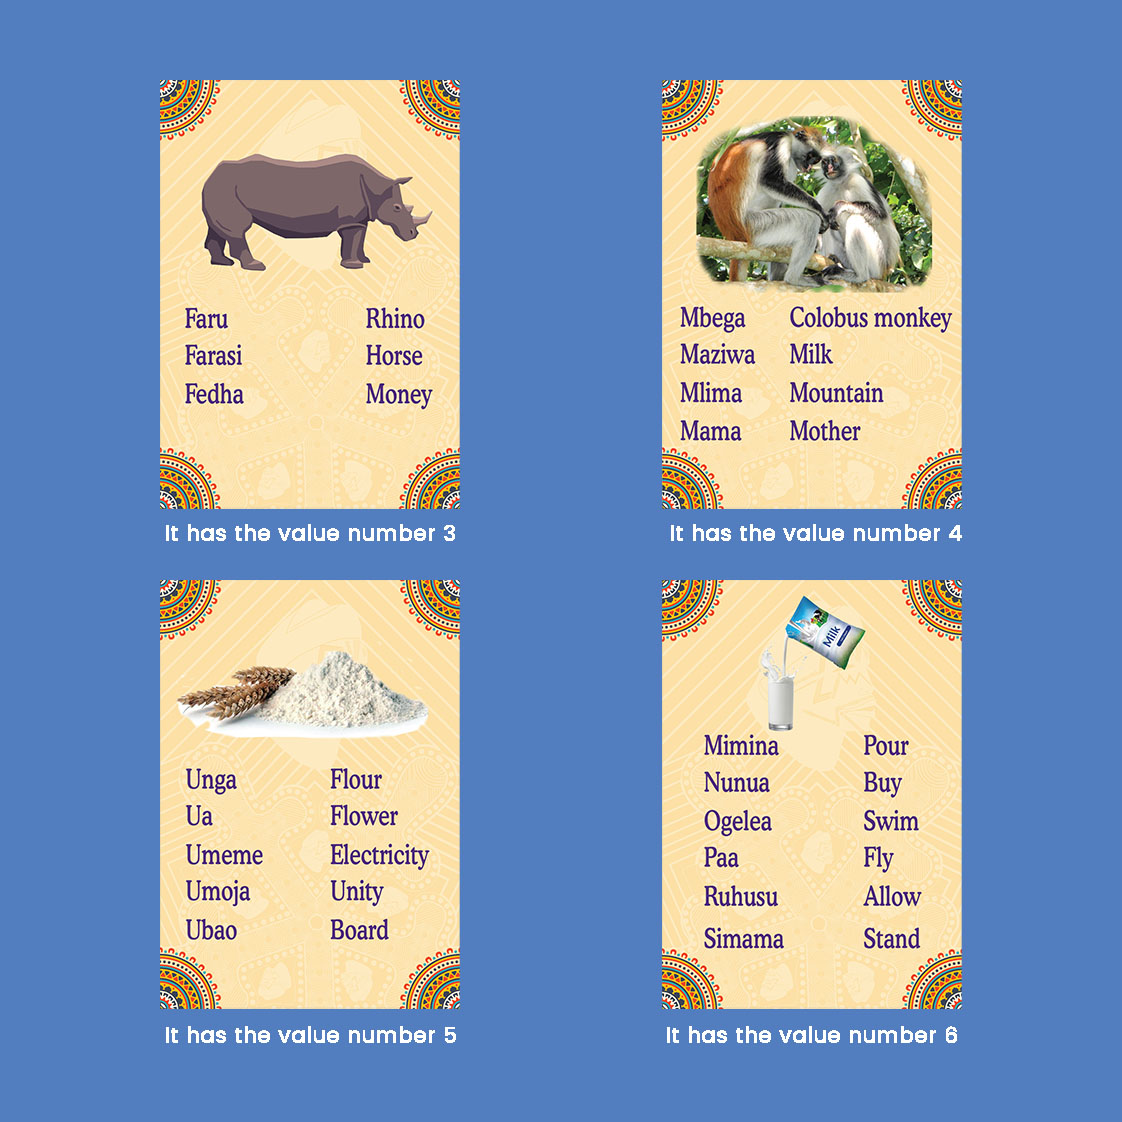 Faru Rhino
Farasi Horse
Fedha Money
It has the value number 3
Mbega Colobus monkey
Maziwa Milk
Mlima Mountain
Mama Mother
It has the value number 4
Unga Flour
Ua Flower
Umeme Electricity
Umoja Unity
Ubao Board
It has the value number 5
Milk
Mimina Pour
Nunua Buy
Ogelea Swim
Paa Fly
Ruhusu Allow
Simama Stand
It has the value number 6